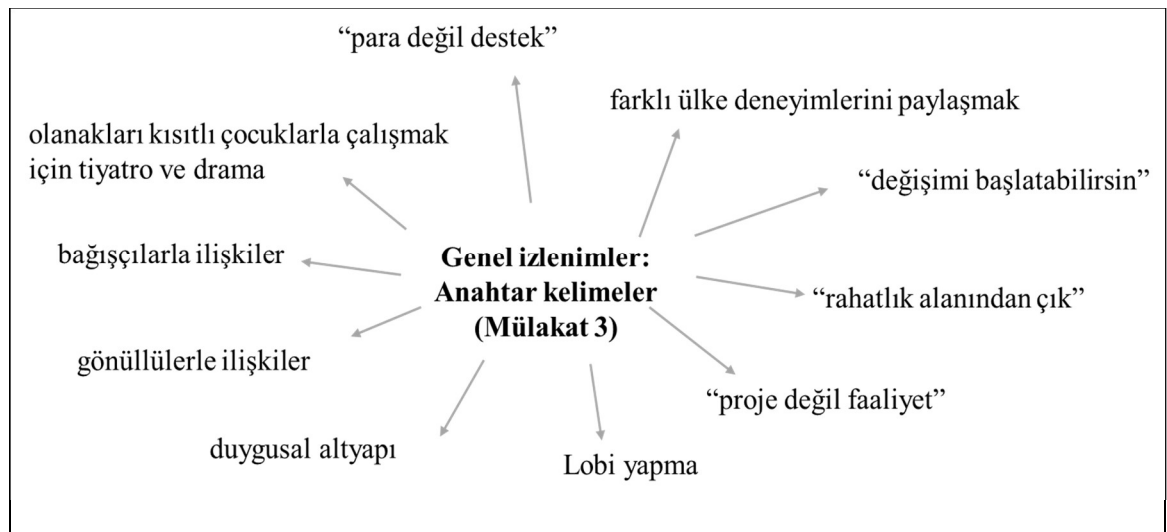 “para değil destek”
farklı ülke deneyimlerini paylaşmak
olanakları kısıtlı çocuklarla çalışmak
için tiyatro ve drama
“değişimi başlatabilirsin”
bağışçılarla ilişkiler
Genel izlenimler:
Anahtar kelimeler
(Mülakat 3)
“rahatlık alanından çık”
gönüllülerle ilişkiler
“proje değil faaliyet”
duygusal altyapı
Lobi yapma